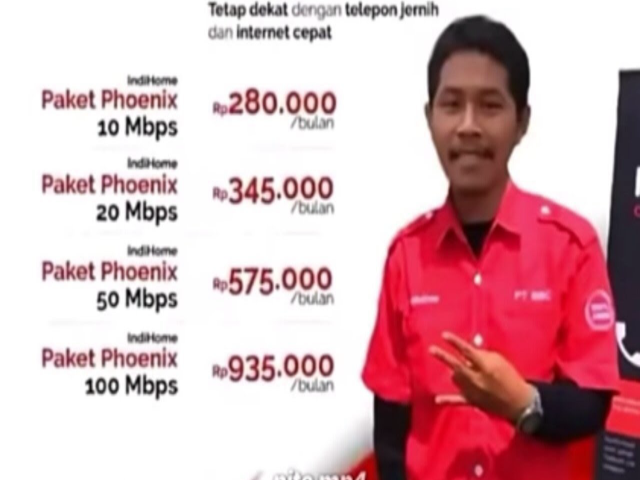 Tetap dekat dengan telepon jernih
dan internet cepat
IndiHome
Paket Phoenix
10 Mbps
Rp280.000
/bulan
IndiHome
Paket Phoenix
20 Mbps
Rp345.000
/bulan
IndiHome
Paket Phoenix
50 Mbps
Rp575.000
/bulan
IndiHome
Paket Phoenix
100 Mbps
Rp935.000
/bulan
PT